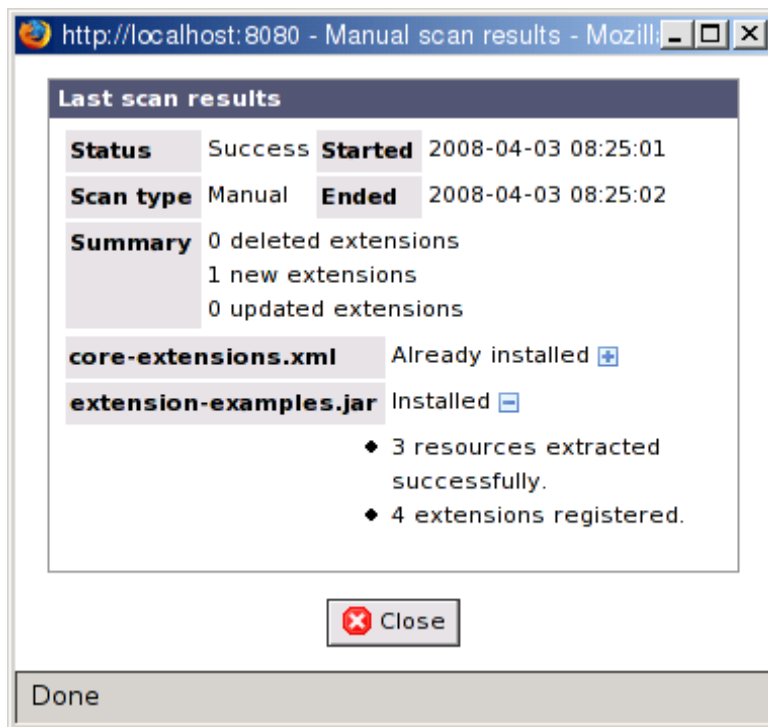 http://localhost:8080 - Manual scan results - Mozill
Last scan results
Status Success Started 2008-04-03 08:25:01
Scan type Manual Ended 2008-04-03 08:25:02
Summary 0 deleted extensions
1 new extensions
0 updated extensions
core-extensions.xml Already installed
extension-examples.jar Installed
3 resources extracted
successfully.
4 extensions registered.
Close
Done